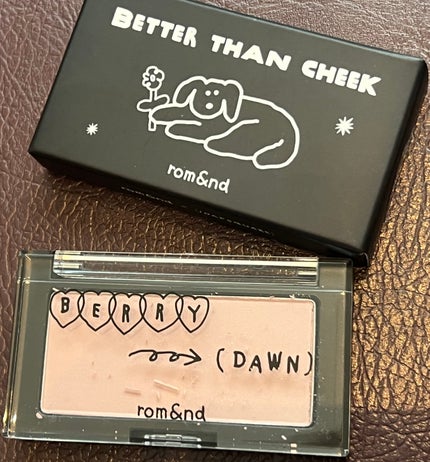 BETTER THAN CHEEK
rom&nd
BERRY
(DAWN)
rom&nd